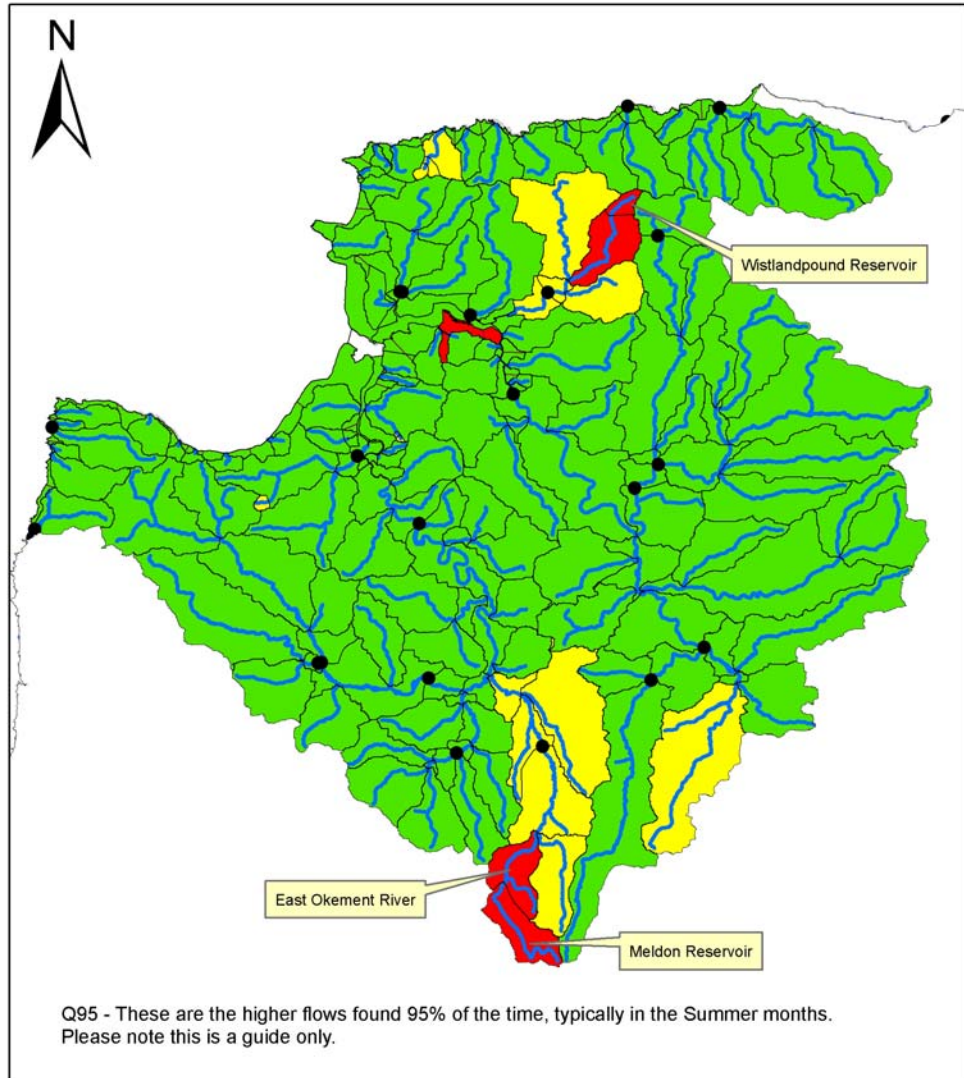 N
Wistlandpound Reservoir
East Okement River
Meldon Reservoir
Q95 - These are the higher flows found 95% of the time, typically in the Summer months.
Please note this is a guide only.